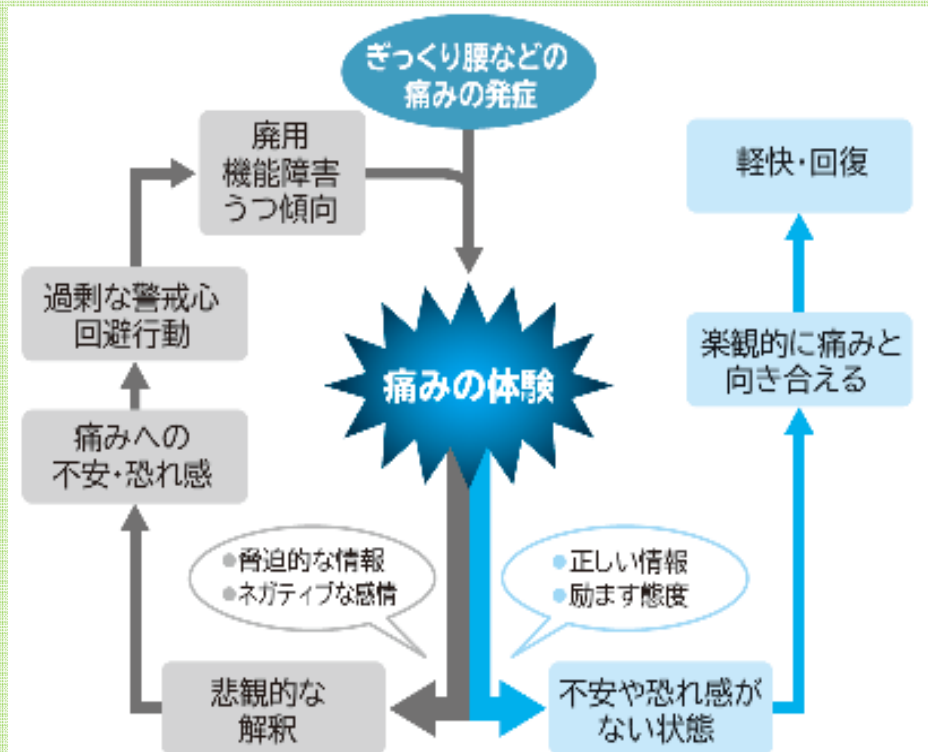 ぎっくり腰などの
痛みの発症
廃用
機能障害
うつ傾向
軽快・回復
過剰な警戒心
回避行動
痛みの体験
楽観的に痛みと
向き合える
痛みへの
不安・恐れ感
●脅迫的な情報
●ネガティブな感情
●正しい情報
●励ます態度
悲観的な
解釈
不安や恐れ感が
ない状態